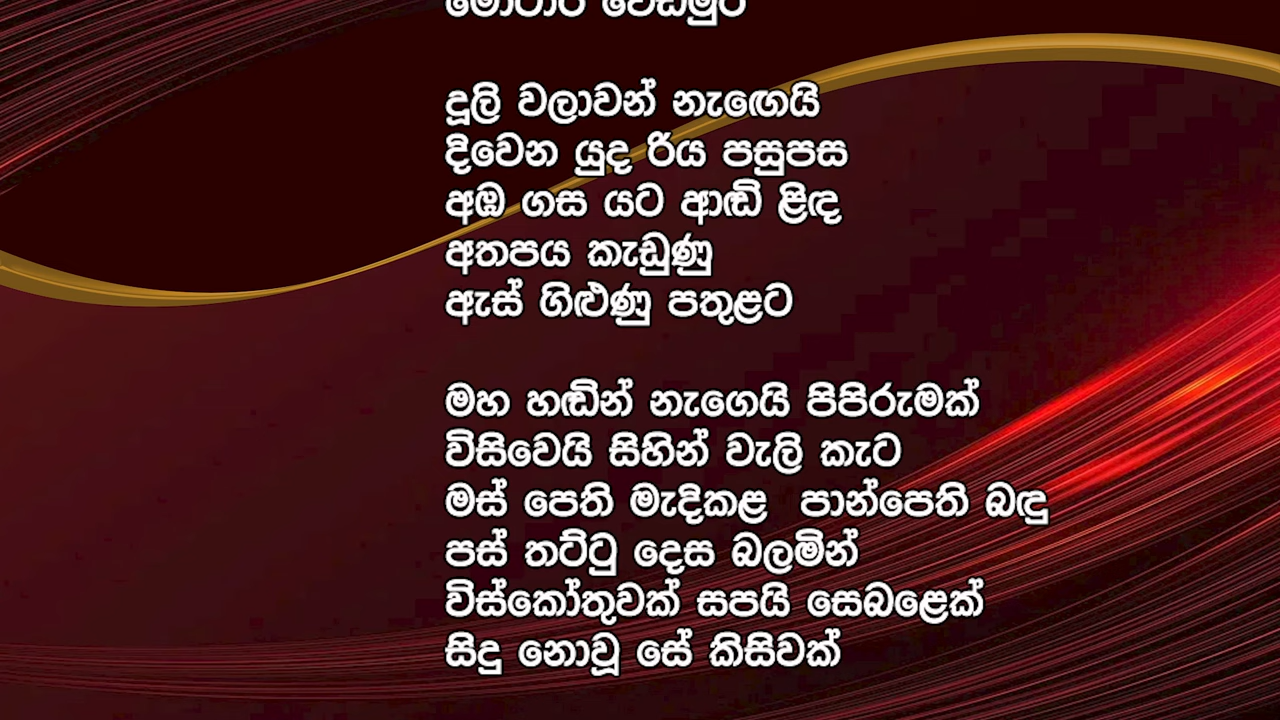 මෝටාර් වෙඩිමුර
දූලි වලාවන් නැඟෙයි
දිවෙන යුද රිය පසුපස
අඹ ගස යට ආඬි ළිඳ
අතපය කැඩුණු
ඇස් ගිළුණු පතුළට
මහ හඬින් නැගෙයි පිපිරුමක්
විසිවෙයි සිහින් වැලි කැට
මස් පෙති මැදිකළ පාන්පෙති බඳු
පස් තට්ටු දෙස බලමින්
විස්කෝතුවක් සපයි සෙබළෙක්
සිදු නොවූ සේ කිසිවක්